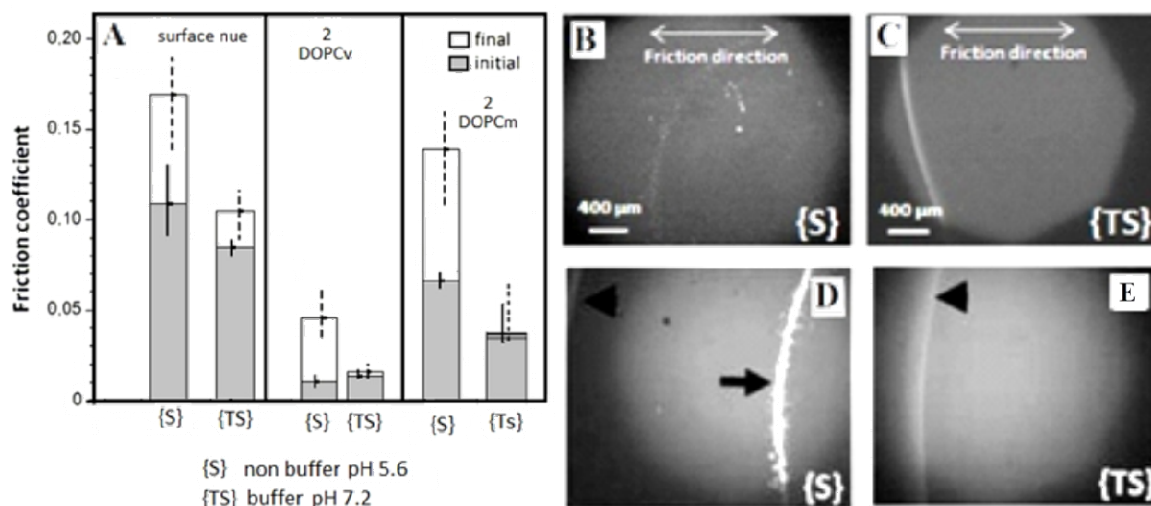 A
surface nue
2
DOPCv
final
initial
2
DOPCm
Friction coefficient
0,20
0,15
0,10
0,05
0
{S}
{TS}
{S}
{TS}
{S}
{Ts}
{S} non buffer pH 5.6
{TS} buffer pH 7.2
B
Friction direction
400 µm
{S}
C
Friction direction
400 µm
{TS}
D
{S}
E
{TS}